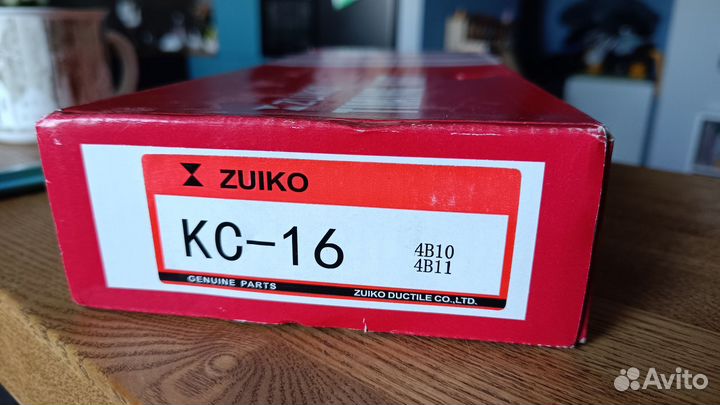 ZUIKO
KC-16
4B10
4B11
GENUINE PARTS
ZUIKO DUCTILE CO.,LTD.
Avito